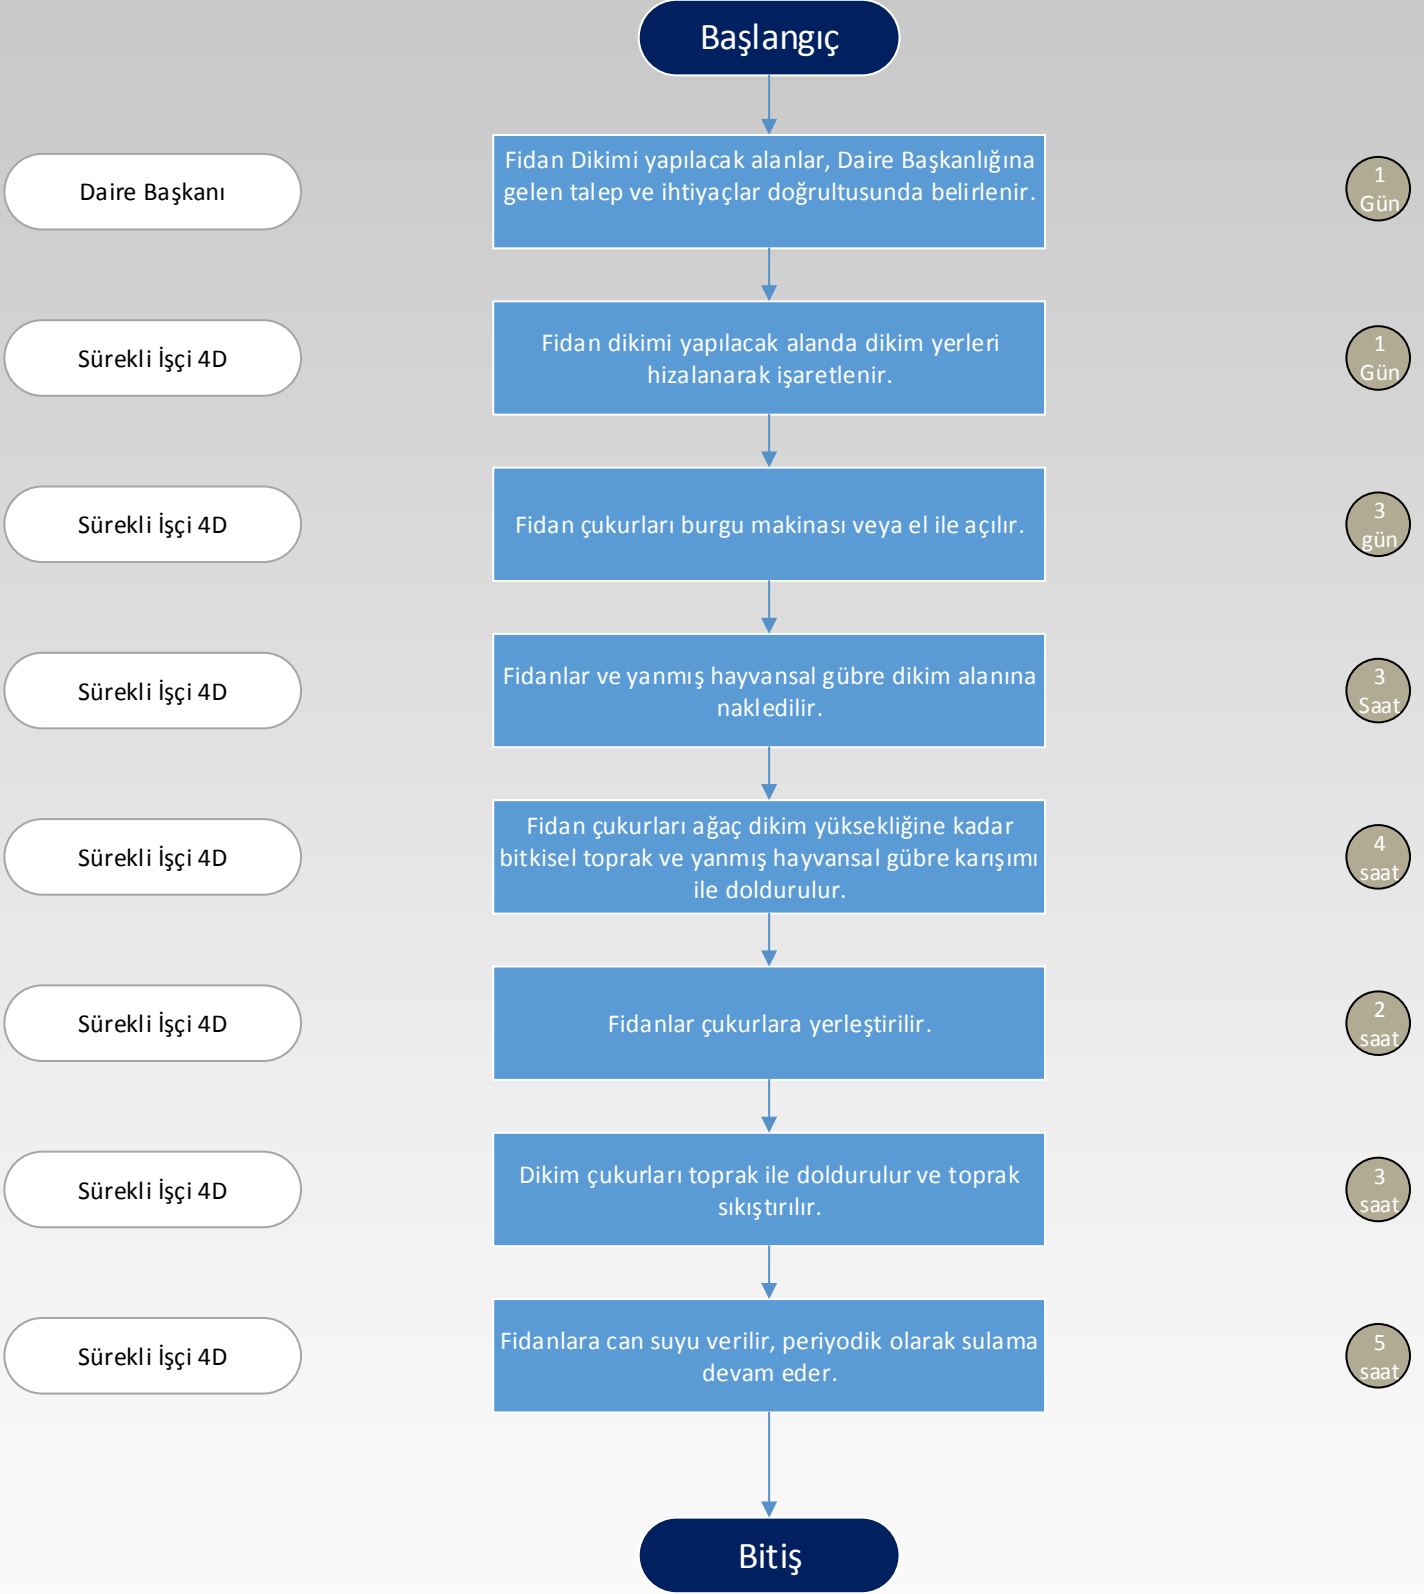 Başlangıç
Daire Başkanı
Fidan Dikimi yapılacak alanlar, Daire Başkanlığına
gelen talep ve ihtiyaçlar doğrultusunda belirlenir.
1
Gün
Sürekli İşçi 4D
Fidan dikimi yapılacak alanda dikim yerleri
hizalanarak işaretlenir.
1
Gün
Sürekli İşçi 4D
Fidan çukurları burgu makinası veya el ile açılır.
3
gün
Sürekli İşçi 4D
Fidanlar ve yanmış hayvansal gübre dikim alanına
nakledilir.
3
Saat
Sürekli İşçi 4D
Fidan çukurları ağaç dikim yüksekliğine kadar
bitkisel toprak ve yanmış hayvansal gübre karışımı
ile doldurulur.
4
saat
Sürekli İşçi 4D
Fidanlar çukurlara yerleştirilir.
2
saat
Sürekli İşçi 4D
Dikim çukurları toprak ile doldurulur ve toprak
sıkıştırılır.
3
saat
Sürekli İşçi 4D
Fidanlara can suyu verilir, periyodik olarak sulama
devam eder.
5
saat
Bitiş